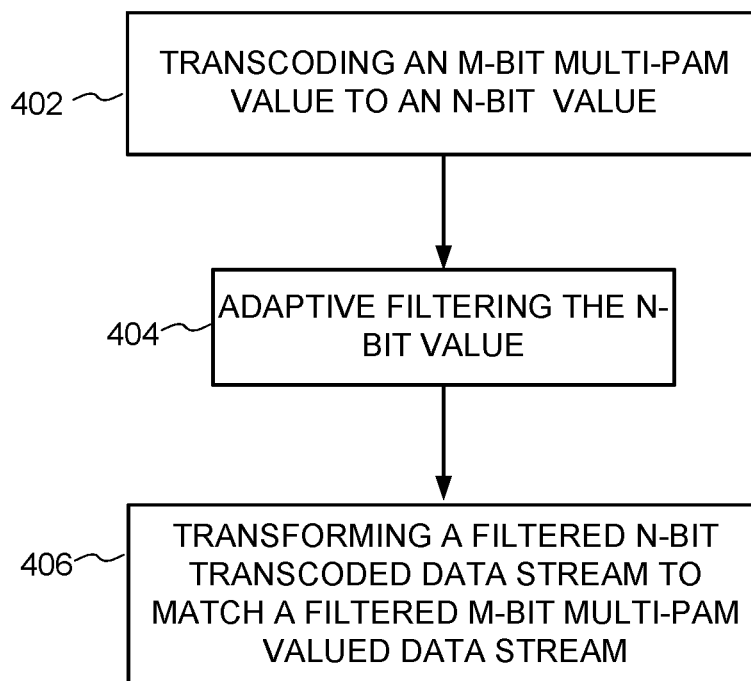 402
TRANSCODING AN M-BIT MULTI-PAM
VALUE TO AN N-BIT VALUE
404
ADAPTIVE FILTERING THE N-
BIT VALUE
406
TRANSFORMING A FILTERED N-BIT
TRANSCODED DATA STREAM TO
MATCH A FILTERED M-BIT MULTI-PAM
VALUED DATA STREAM